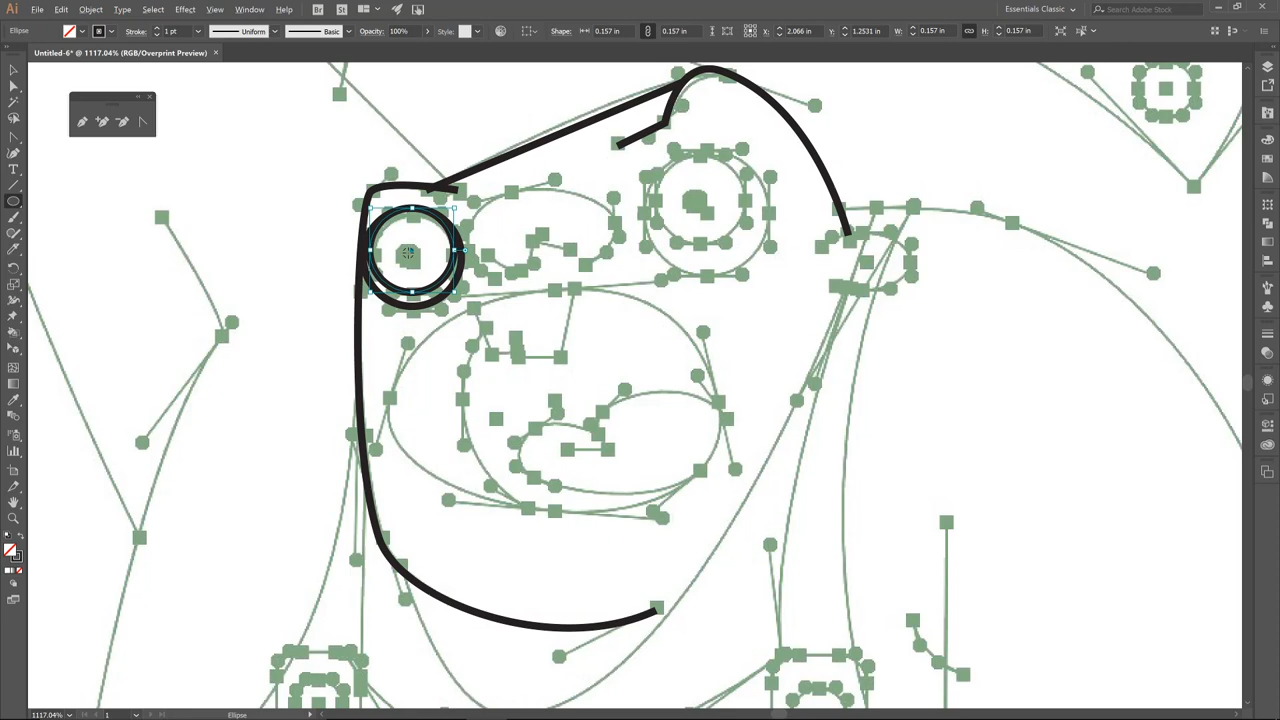 Ai File Edit Object Type Select Effect View Window Help Br St Essentials Classic Search Adobe Stock
Ellipse Stroke: 1 pt Uniform Basic Opacity: 100% Style: Shape: 0.157 in 0.157 in X: 2.066 in Y: 1.2531 in W: 0.157 in H: 0.157 in
Untitled-6* @ 1117.04% (RGB/Overprint Preview) ×
1117.04% 1 Ellipse